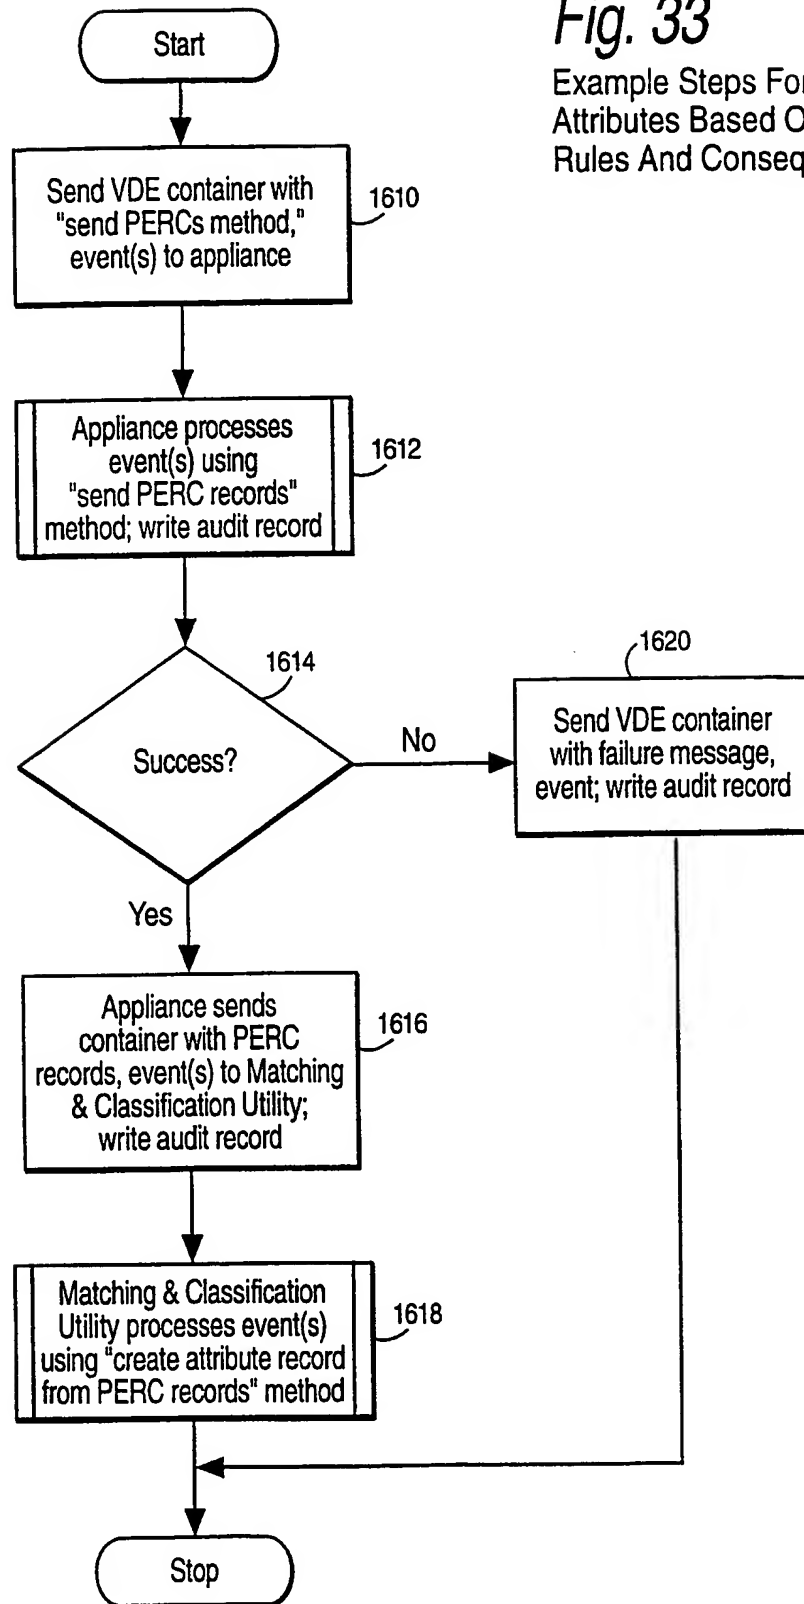 Fig. 33
Example Steps For
Attributes Based O
Rules And Conseq
Start
Send VDE container with
"send PERCs method,"
event(s) to appliance
1610
Appliance processes
event(s) using
"send PERC records"
method; write audit record
1612
Success?
1614
No
Yes
1620
Send VDE container
with failure message,
event; write audit record
Appliance sends
container with PERC
records, event(s) to Matching
& Classification Utility;
write audit record
1616
Matching & Classification
Utility processes event(s)
using "create attribute record
from PERC records" method
1618
Stop